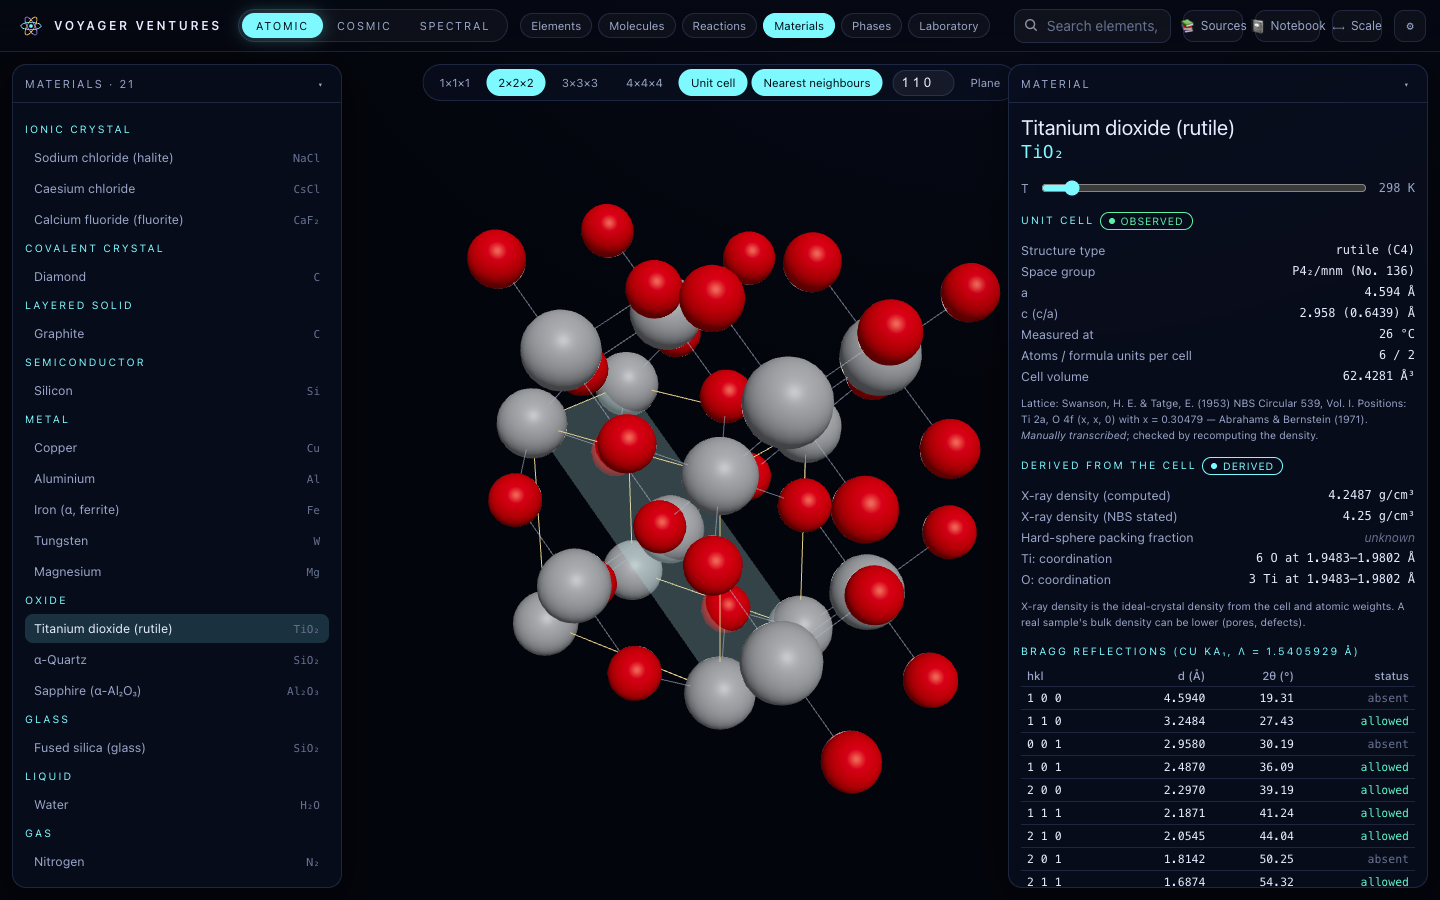 VOYAGER VENTURES
ATOMIC COSMIC SPECTRAL
Elements Molecules Reactions Materials Phases Laboratory
Search elements,
Sources Notebook Scale
MATERIALS · 21
IONIC CRYSTAL
Sodium chloride (halite) NaCl
Caesium chloride CsCl
Calcium fluoride (fluorite) CaF₂
COVALENT CRYSTAL
Diamond C
LAYERED SOLID
Graphite C
SEMICONDUCTOR
Silicon Si
METAL
Copper Cu
Aluminium Al
Iron (α, ferrite) Fe
Tungsten W
Magnesium Mg
OXIDE
Titanium dioxide (rutile) TiO₂
α-Quartz SiO₂
Sapphire (α-Al₂O₃) Al₂O₃
GLASS
Fused silica (glass) SiO₂
LIQUID
Water H₂O
GAS
Nitrogen N₂
1×1×1 2×2×2 3×3×3 4×4×4 Unit cell Nearest neighbours 1 1 0 Plane
MATERIAL
Titanium dioxide (rutile)
TiO₂
T 298 K
UNIT CELL OBSERVED
Structure type rutile (C4)
Space group P4₂/mnm (No. 136)
a 4.594 Å
c (c/a) 2.958 (0.6439) Å
Measured at 26 °C
Atoms / formula units per cell 6 / 2
Cell volume 62.4281 Å³
Lattice: Swanson, H. E. & Tatge, E. (1953) NBS Circular 539, Vol. I. Positions:
Ti 2a, O 4f (x, x, 0) with x = 0.30479 — Abrahams & Bernstein (1971).
Manually transcribed; checked by recomputing the density.
DERIVED FROM THE CELL DERIVED
X-ray density (computed) 4.2487 g/cm³
X-ray density (NBS stated) 4.25 g/cm³
Hard-sphere packing fraction unknown
Ti: coordination 6 O at 1.9483–1.9802 Å
O: coordination 3 Ti at 1.9483–1.9802 Å
X-ray density is the ideal-crystal density from the cell and atomic weights. A
real sample's bulk density can be lower (pores, defects).
BRAGG REFLECTIONS (CU KΑ₁, Λ = 1.5405929 Å)
hkl d (Å) 2θ (°) status
1 0 0 4.5940 19.31 absent
1 1 0 3.2484 27.43 allowed
0 0 1 2.9580 30.19 absent
1 0 1 2.4870 36.09 allowed
2 0 0 2.2970 39.19 allowed
1 1 1 2.1871 41.24 allowed
2 1 0 2.0545 44.04 allowed
2 0 1 1.8142 50.25 absent
2 1 1 1.6874 54.32 allowed